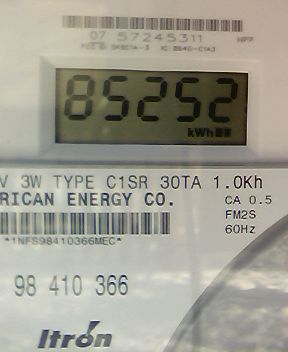 07 57245311
85252
kWh
V 3W TYPE C1SR 30TA 1.0Kh
RICAN ENERGY CO.
CA 0.5
FM2S
60Hz
*1NFS98410366MEC*
98 410 366
Itron